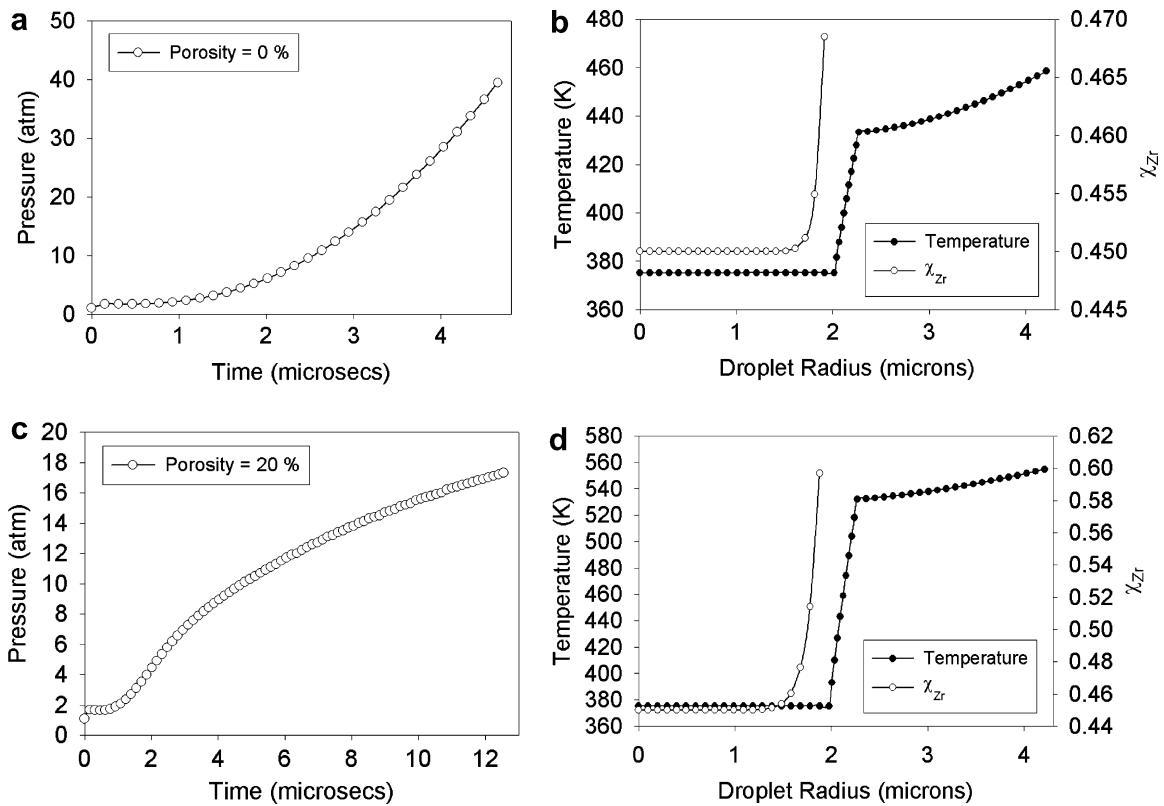 a
50
40
30
20
10
0
Pressure (atm)
Porosity = 0 %
0 1 2 3 4
Time (microsecs)
b
480
460
440
420
400
380
360
Temperature (K)
0.470
0.465
0.460
0.455
0.450
0.445
χZr
Temperature
χZr
0 1 2 3 4
Droplet Radius (microns)
c
20
18
16
14
12
10
8
6
4
2
0
Pressure (atm)
Porosity = 20 %
0 2 4 6 8 10 12
Time (microsecs)
d
580
560
540
520
500
480
460
440
420
400
380
360
Temperature (K)
0.62
0.60
0.58
0.56
0.54
0.52
0.50
0.48
0.46
0.44
χZr
Temperature
χZr
0 1 2 3 4
Droplet Radius (microns)